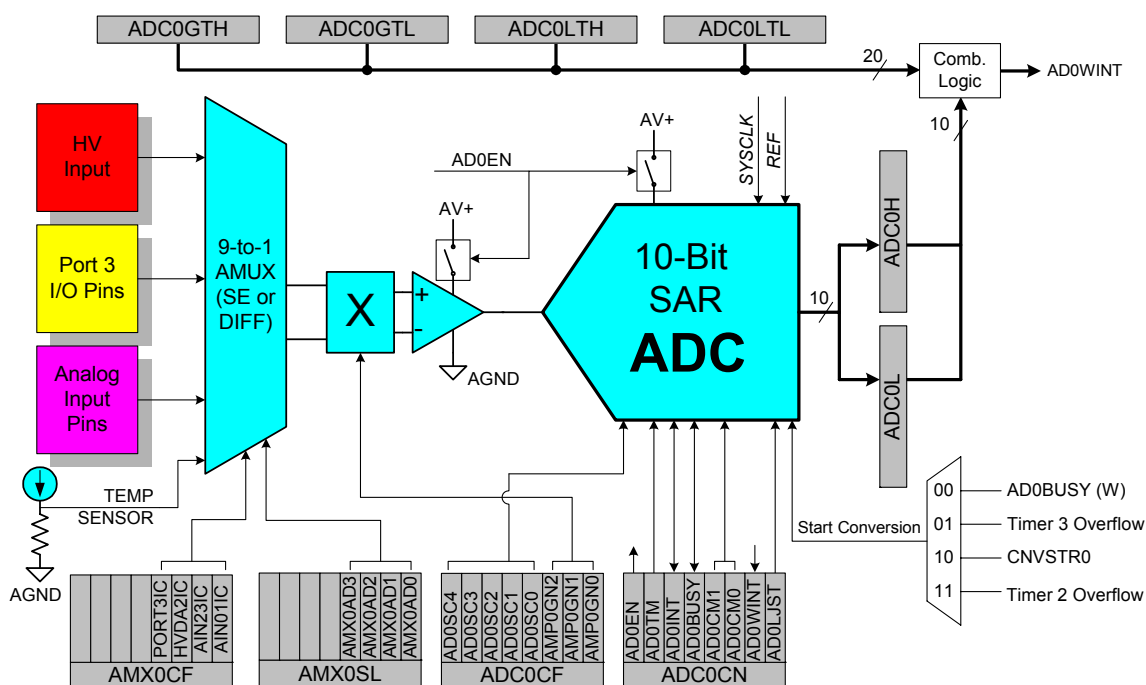 ADC0GTH
ADC0GTL
ADC0LTH
ADC0LTL
20
Comb.
Logic
AD0WINT
10
HV
Input
Port 3
I/O Pins
Analog
Input
Pins
TEMP
SENSOR
AGND
9-to-1
AMUX
(SE or
DIFF)
X
+
-
AV+
AGND
AD0EN
AV+
SYSCLK
REF
10-Bit
SAR
ADC
10
ADC0H
ADC0L
Start Conversion
00
AD0BUSY (W)
01
Timer 3 Overflow
10
CNVSTR0
11
Timer 2 Overflow
PORT3IC
HVDA2IC
AIN23IC
AIN01IC
AMX0CF
AMX0AD3
AMX0AD2
AMX0AD1
AMX0AD0
AMX0SL
AD0SC4
AD0SC3
AD0SC2
AD0SC1
AD0SC0
AMP0GN2
AMP0GN1
AMP0GN0
ADC0CF
AD0EN
AD0TM
AD0INT
AD0BUSY
AD0CM1
AD0CM0
AD0WINT
AD0LJST
ADC0CN